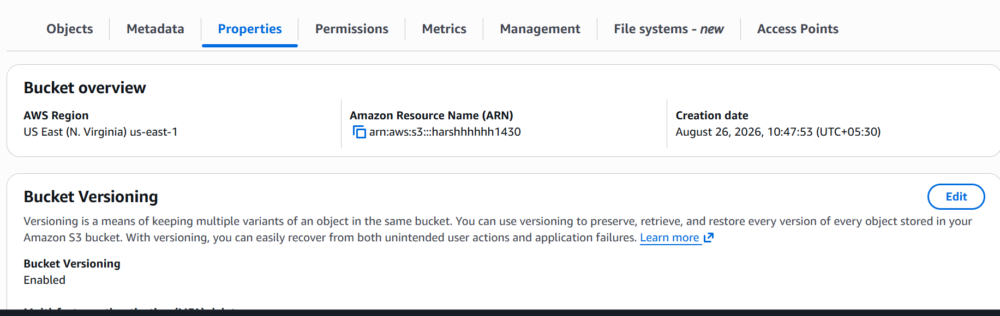 Objects Metadata Properties Permissions Metrics Management File systems - new Access Points
Bucket overview
AWS Region
US East (N. Virginia) us-east-1
Amazon Resource Name (ARN)
arn:aws:s3:::harshhhhhh1430
Creation date
August 26, 2026, 10:47:53 (UTC+05:30)
Bucket Versioning
Edit
Versioning is a means of keeping multiple variants of an object in the same bucket. You can use versioning to preserve, retrieve, and restore every version of every object stored in your
Amazon S3 bucket. With versioning, you can easily recover from both unintended user actions and application failures. Learn more
Bucket Versioning
Enabled